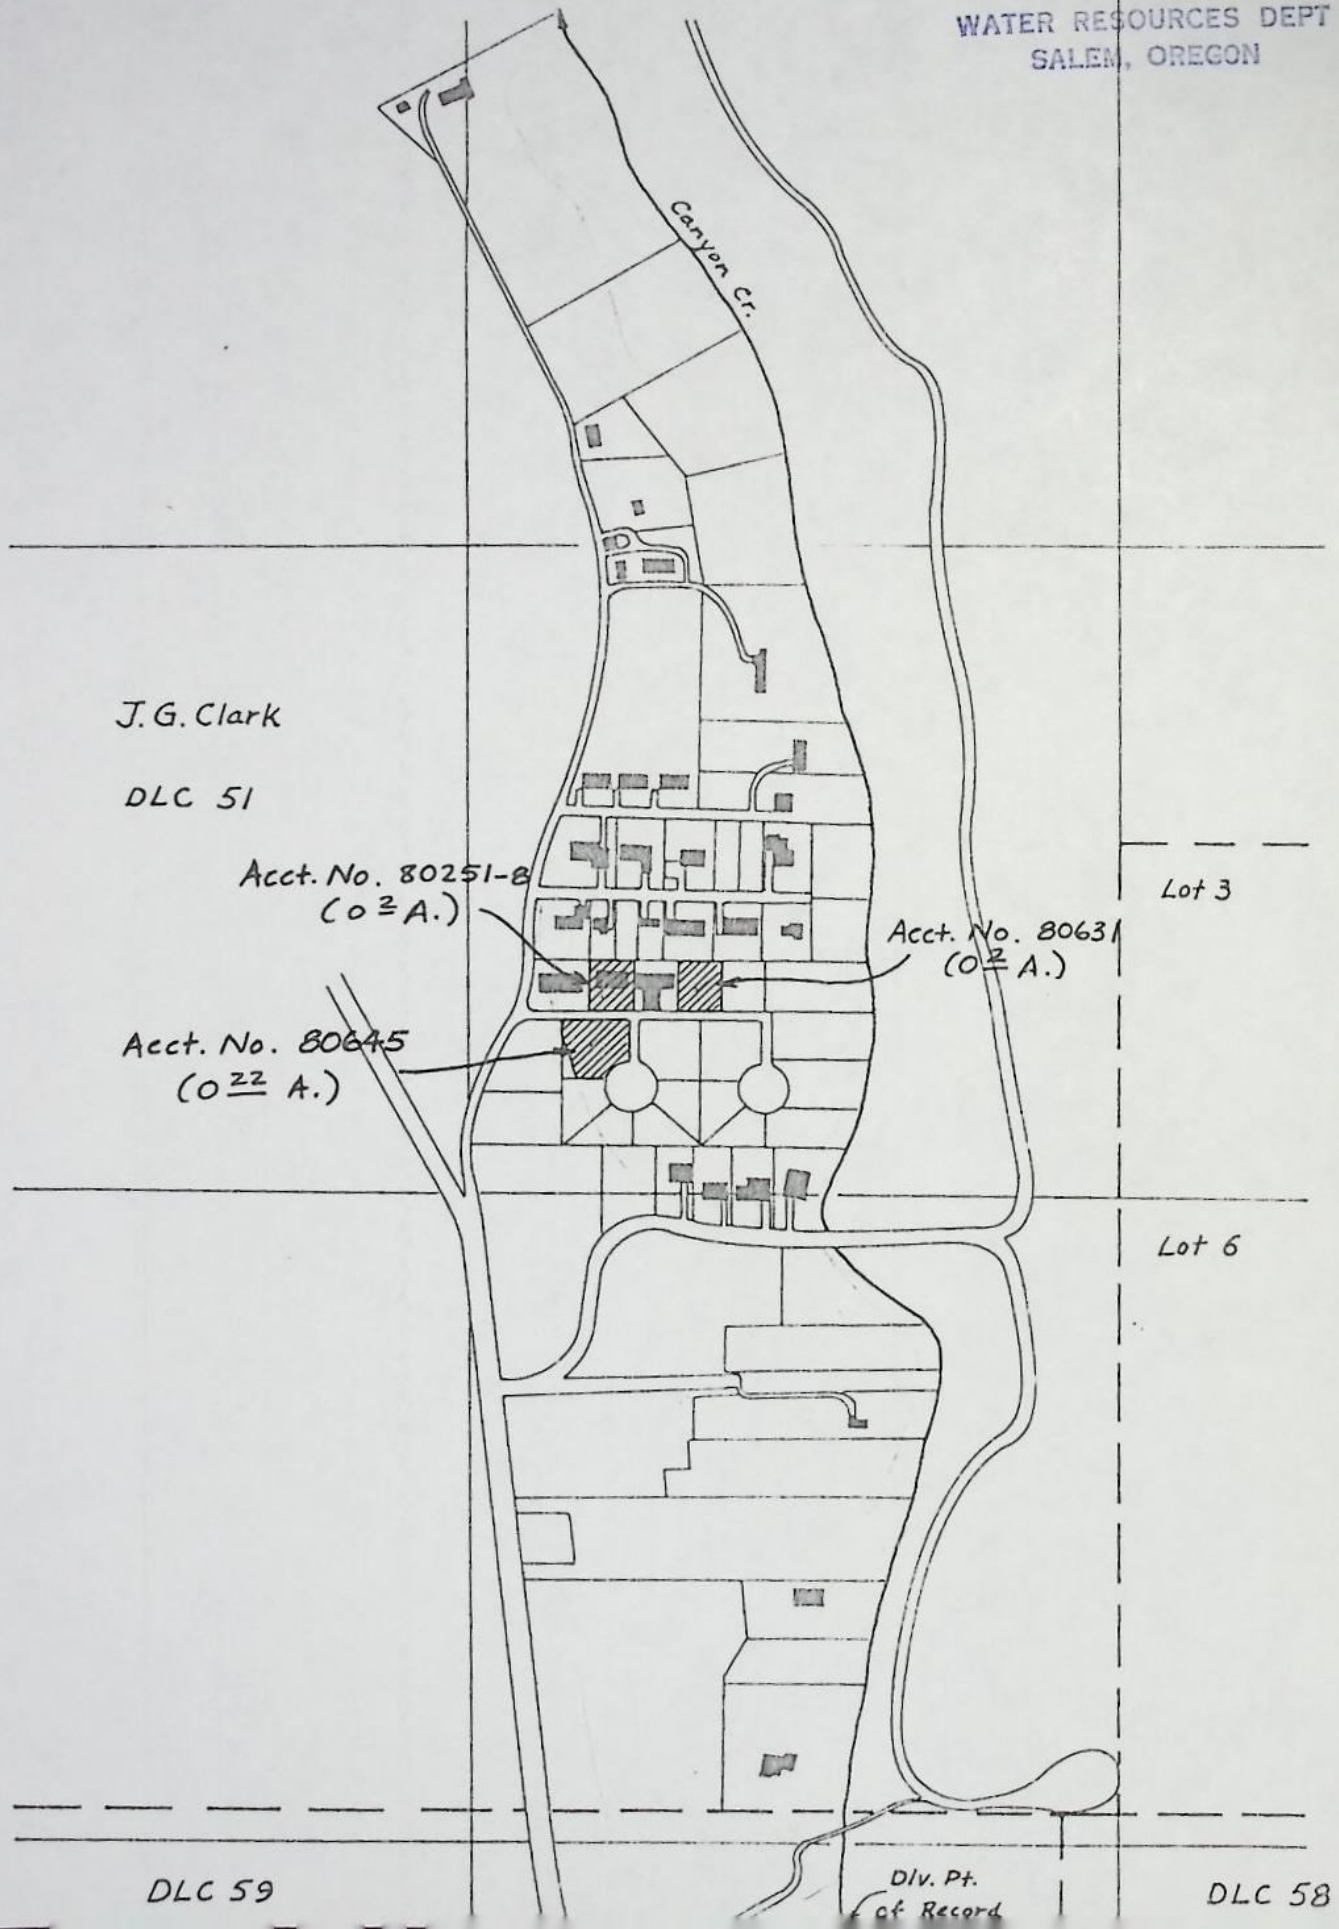 WATER RESOURCES DEPT
SALEM, OREGON
Canyon Cr.
J.G. Clark
DLC 51
Acct. No. 80251-8
(0 2 A.)
Lot 3
Acct. No. 80631
(0 2 A.)
Acct. No. 80645
(0 22 A.)
Lot 6
DLC 59
Div. Pt.
of Record
DLC 58